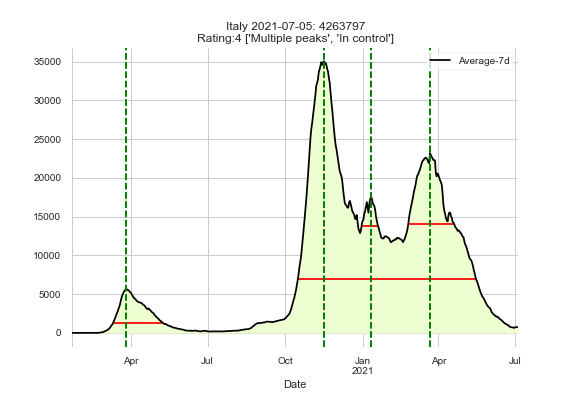 Italy 2021-07-05: 4263797
Rating:4 ['Multiple peaks', 'In control']
Average-7d
35000
30000
25000
20000
15000
10000
5000
0
Apr Jul Oct Jan Apr Jul
2021
Date